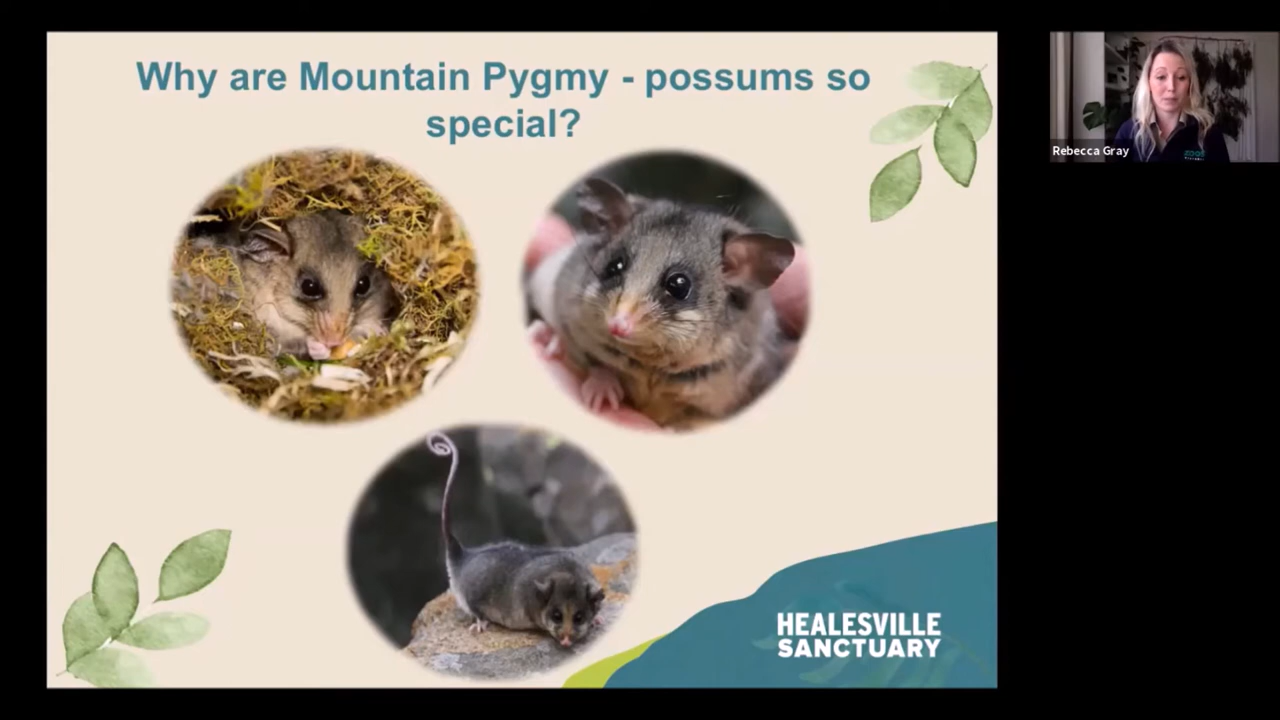 Why are Mountain Pygmy - possums so
special?
Rebecca Gray
HEALESVILLE
SANCTUARY